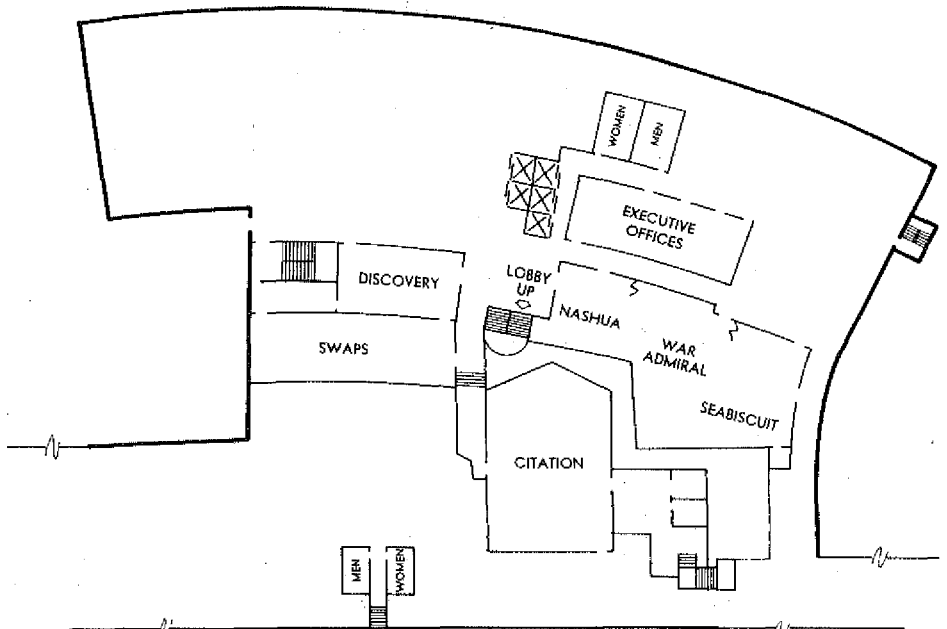 WOMEN
MEN
EXECUTIVE
OFFICES
LOBBY
UP
DISCOVERY
NASHUA
SWAPS
WAR
ADMIRAL
SEABISCUIT
CITATION
MEN
WOMEN